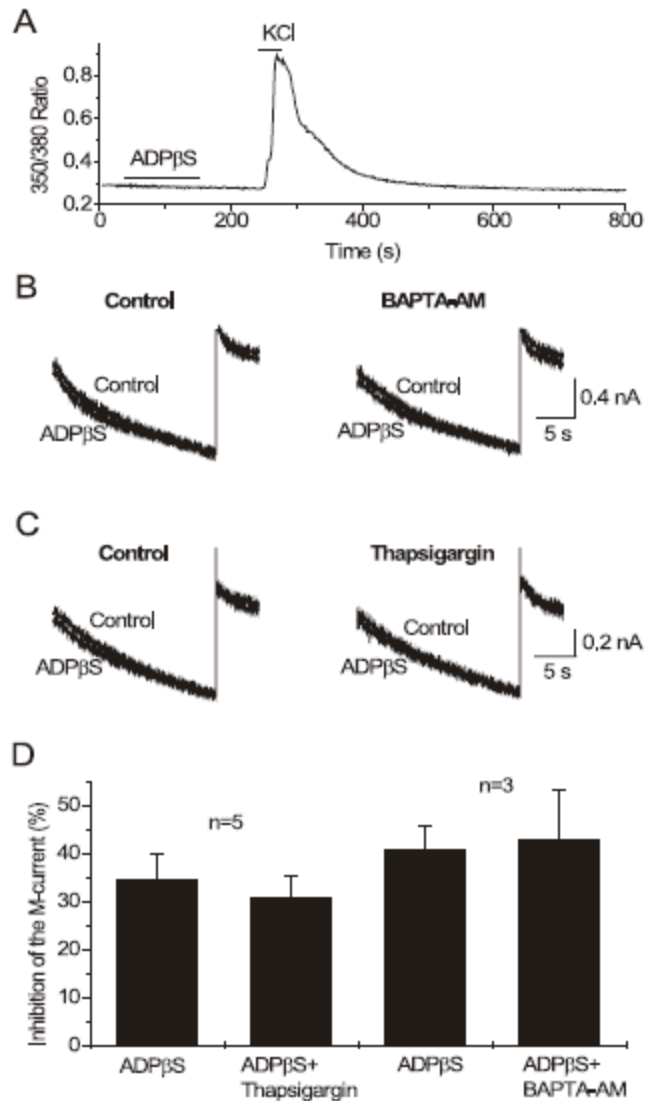 A
KCl
ADPβS
350/380 Ratio
0.8
0.6
0.4
0.2
0 200 400 600 800
Time (s)
B
Control BAPTA-AM
Control Control
ADPβS ADPβS
0.4 nA
5 s
C
Control Thapsigargin
Control Control
ADPβS ADPβS
0.2 nA
5 s
D
Inhibition of the M-current (%)
50
40
30
20
10
0
n=5 n=3
ADPβS ADPβS+ ADPβS ADPβS+
Thapsigargin BAPTA-AM